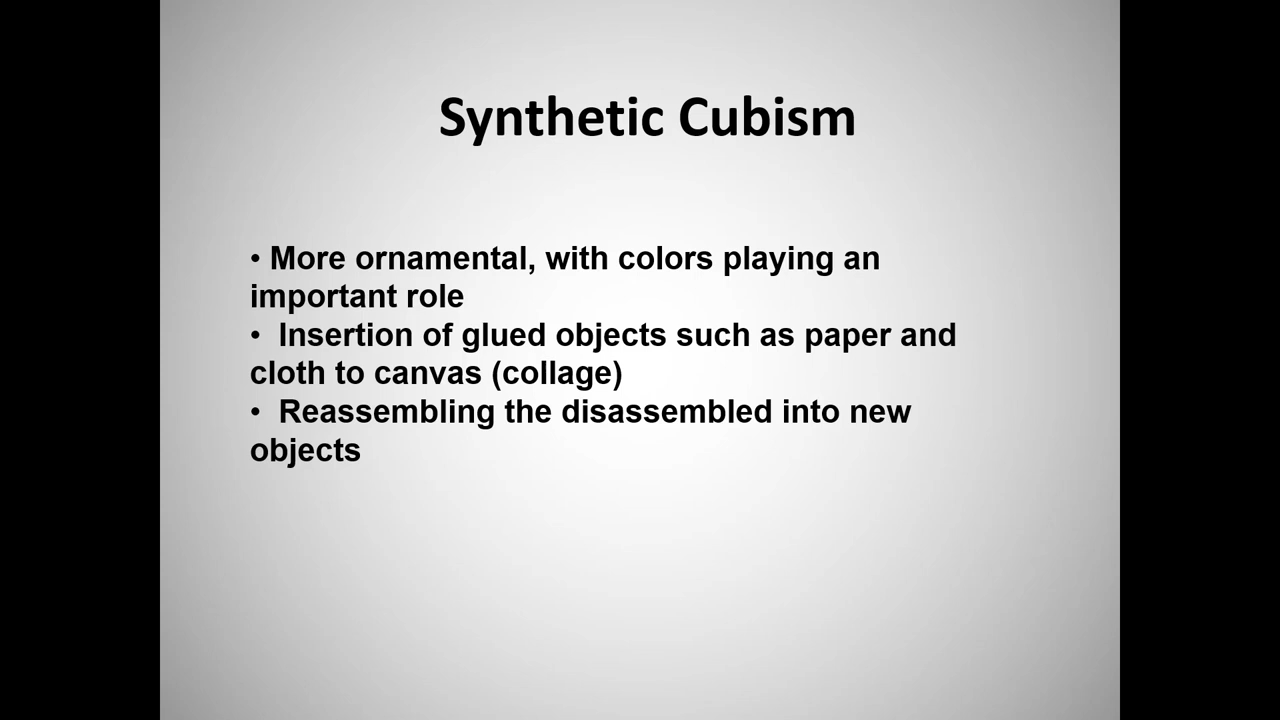 Synthetic Cubism
• More ornamental, with colors playing an
important role
• Insertion of glued objects such as paper and
cloth to canvas (collage)
• Reassembling the disassembled into new
objects